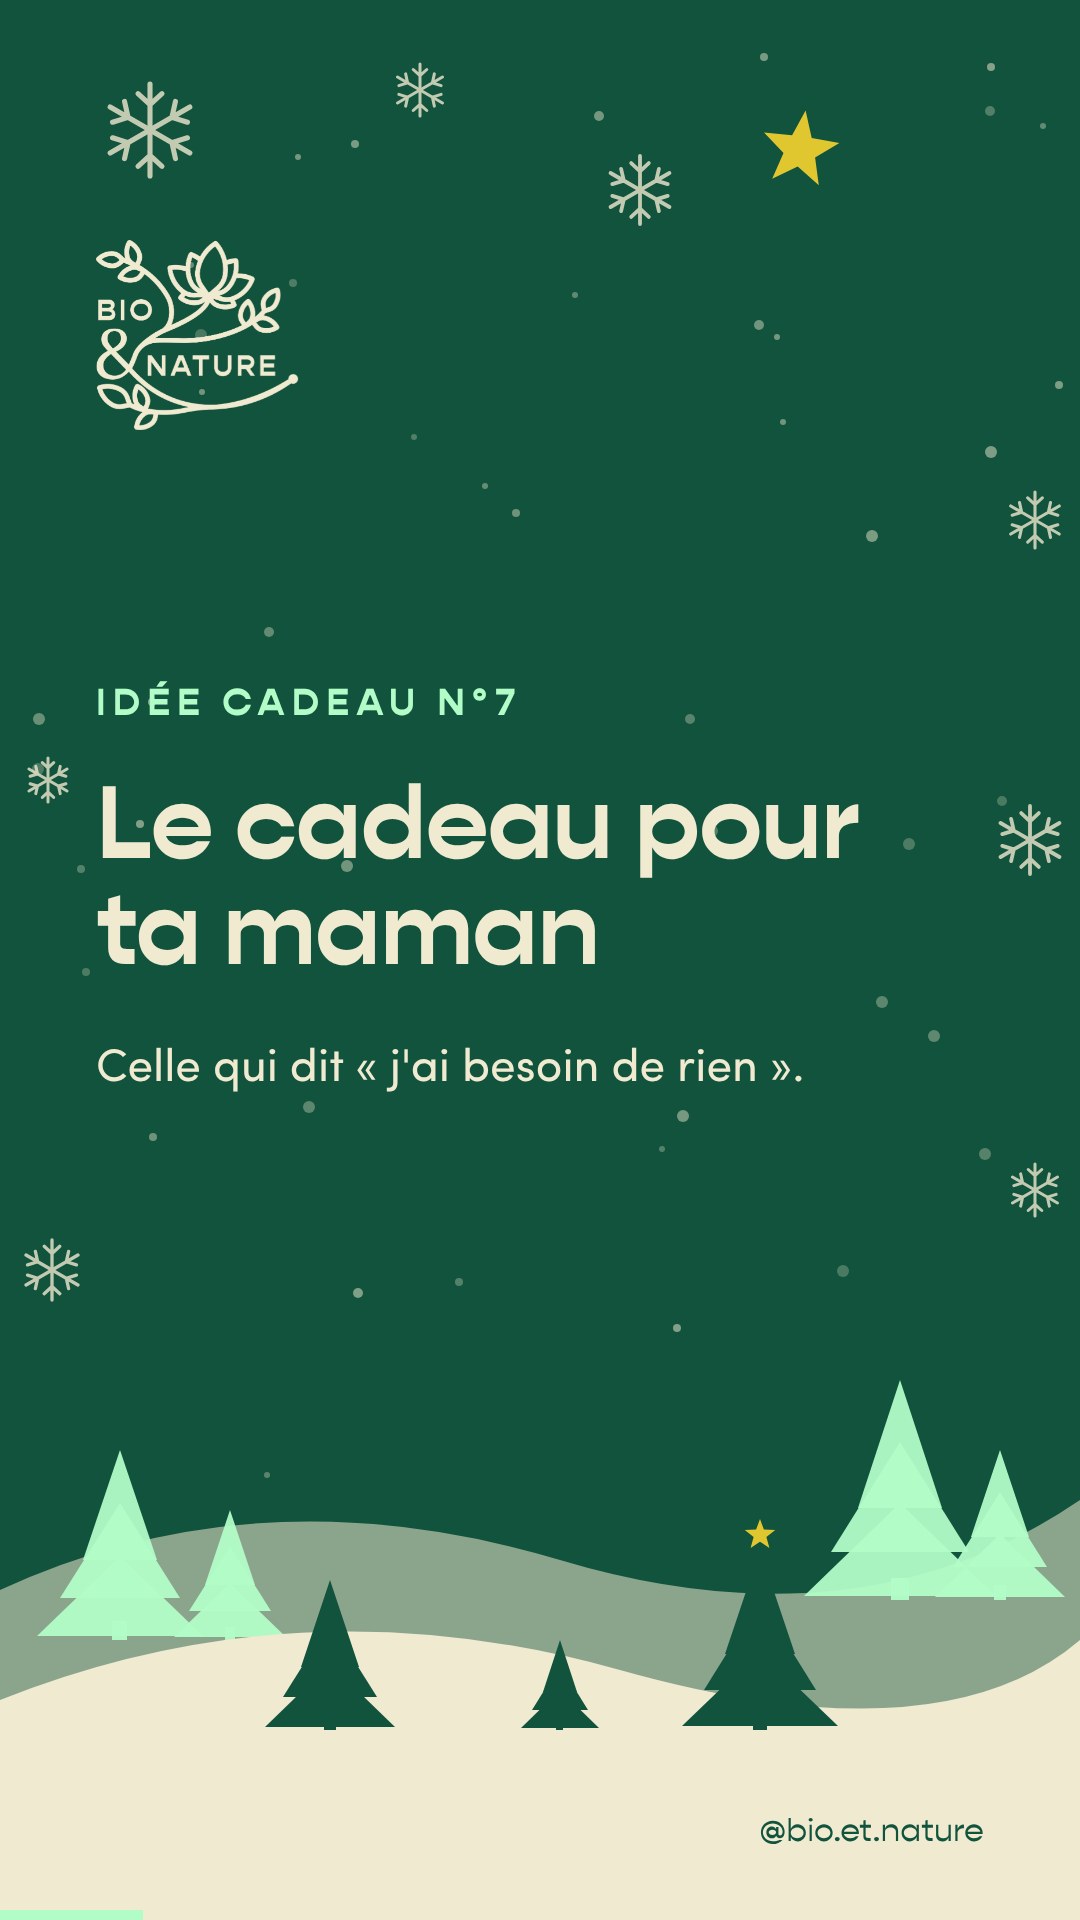 BIO
& NATURE
IDÉE CADEAU N°7
Le cadeau pour
ta maman
Celle qui dit « j'ai besoin de rien ».
@bio.et.nature